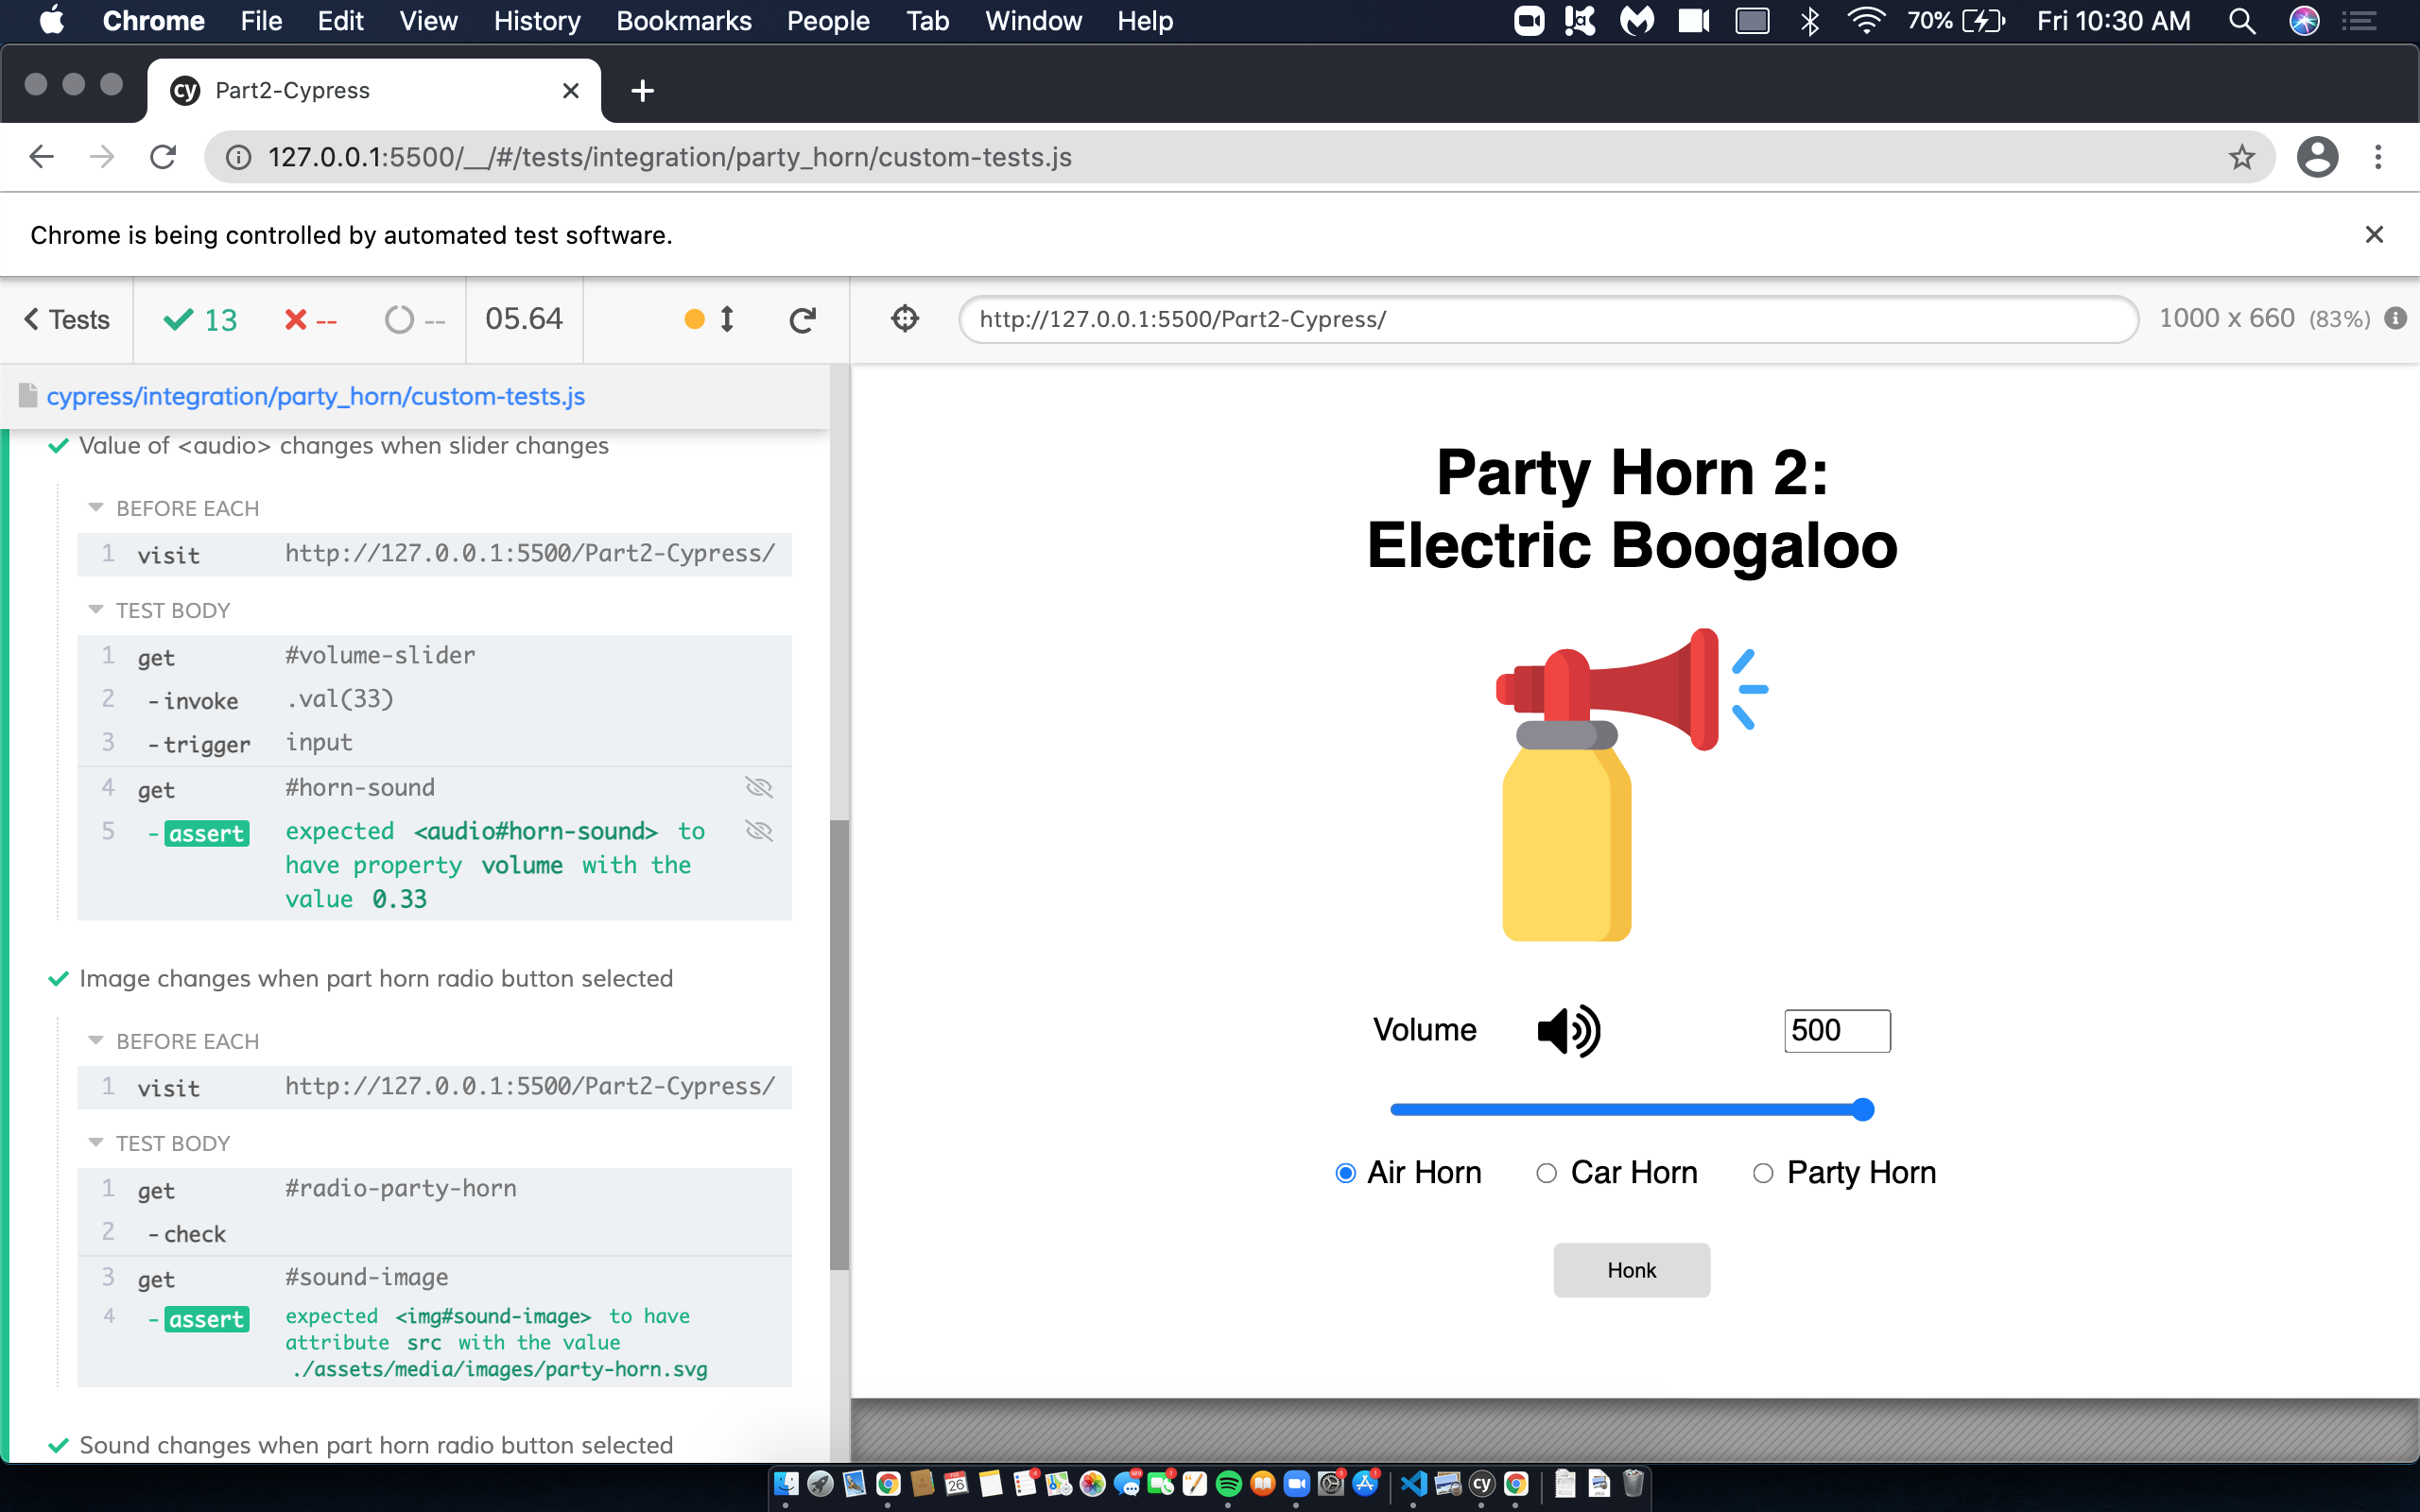 Chrome File Edit View History Bookmarks People Tab Window Help 70% Fri 10:30 AM
cy Part2-Cypress
127.0.0.1:5500/__/#/tests/integration/party_horn/custom-tests.js
Chrome is being controlled by automated test software.
Tests 13 -- -- 05.64 http://127.0.0.1:5500/Part2-Cypress/ 1000 x 660 (83%)
cypress/integration/party_horn/custom-tests.js
Value of <audio> changes when slider changes
BEFORE EACH
1 visit http://127.0.0.1:5500/Part2-Cypress/
TEST BODY
1 get #volume-slider
2 -invoke .val(33)
3 -trigger input
4 get #horn-sound
5 -assert expected <audio#horn-sound> to
have property volume with the
value 0.33
Image changes when part horn radio button selected
BEFORE EACH
1 visit http://127.0.0.1:5500/Part2-Cypress/
TEST BODY
1 get #radio-party-horn
2 -check
3 get #sound-image
4 -assert expected <img#sound-image> to have
attribute src with the value
./assets/media/images/party-horn.svg
Sound changes when part horn radio button selected
Party Horn 2:
Electric Boogaloo
Volume 500
Air Horn Car Horn Party Horn
Honk
26
cy